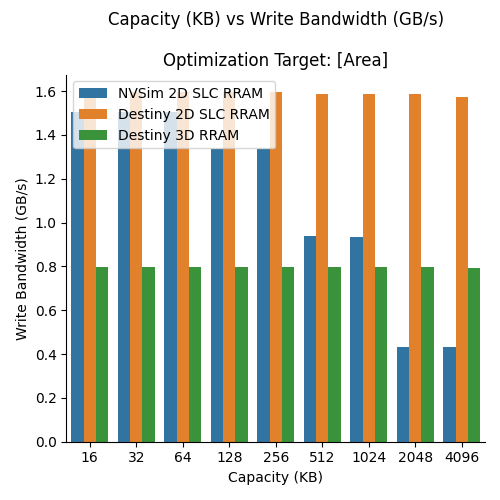 Capacity (KB) vs Write Bandwidth (GB/s)
Optimization Target: [Area]
NVSim 2D SLC RRAM
Destiny 2D SLC RRAM
Destiny 3D RRAM
Write Bandwidth (GB/s)
1.6
1.4
1.2
1.0
0.8
0.6
0.4
0.2
0.0
16 32 64 128 256 512 1024 2048 4096
Capacity (KB)